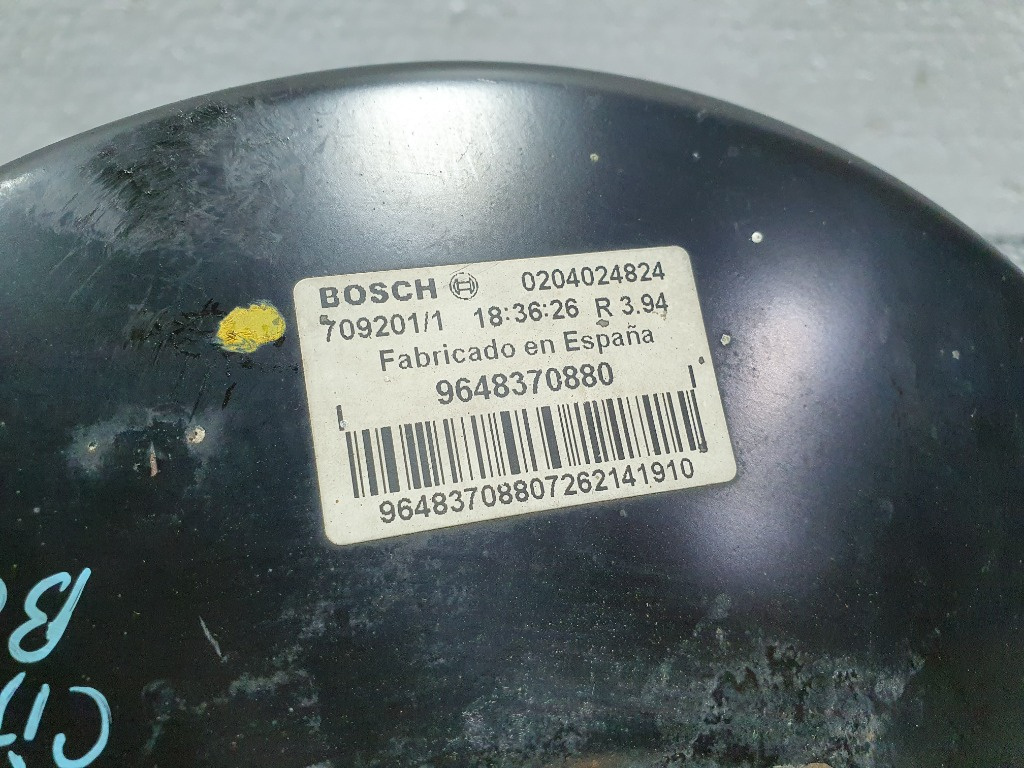 BOSCH 0204024824
709201/1 18:36:26 R 3.94
Fabricado en España
9648370880
96483708807262141910